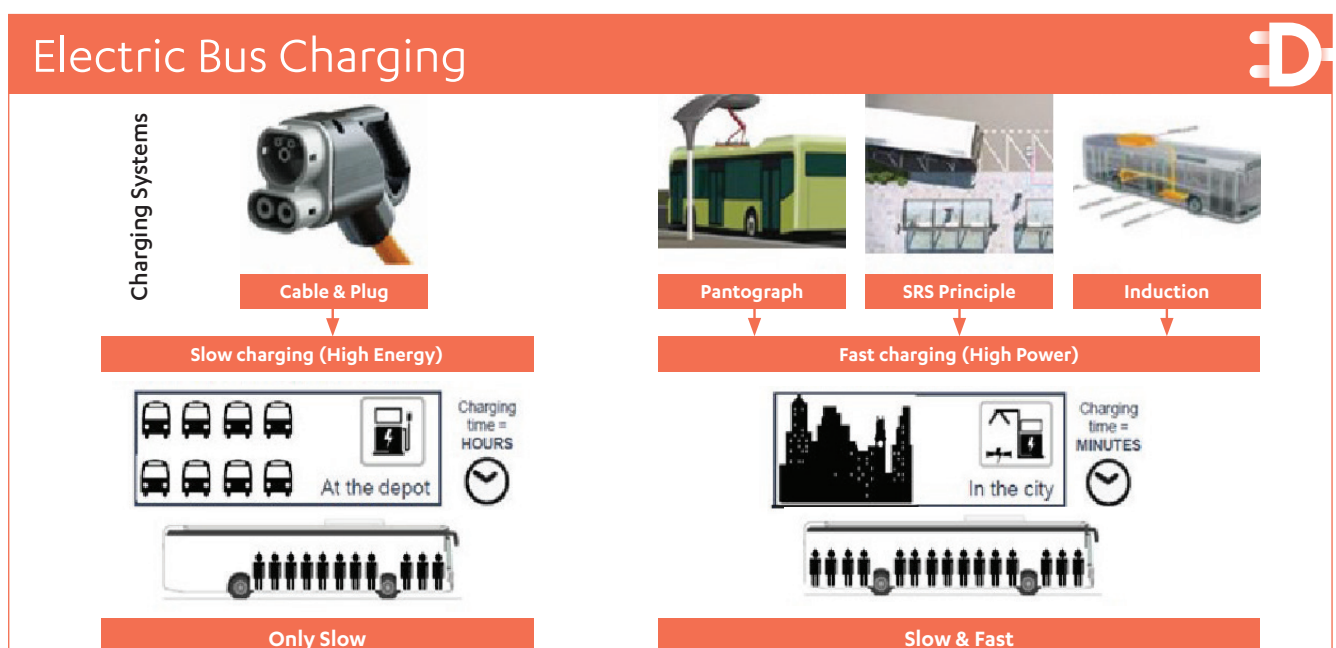 Electric Bus Charging
Charging Systems
Cable & Plug
Pantograph
SRS Principle
Induction
Slow charging (High Energy)
Fast charging (High Power)
At the depot
Charging
time =
HOURS
In the city
Charging
time =
MINUTES
Only Slow
Slow & Fast